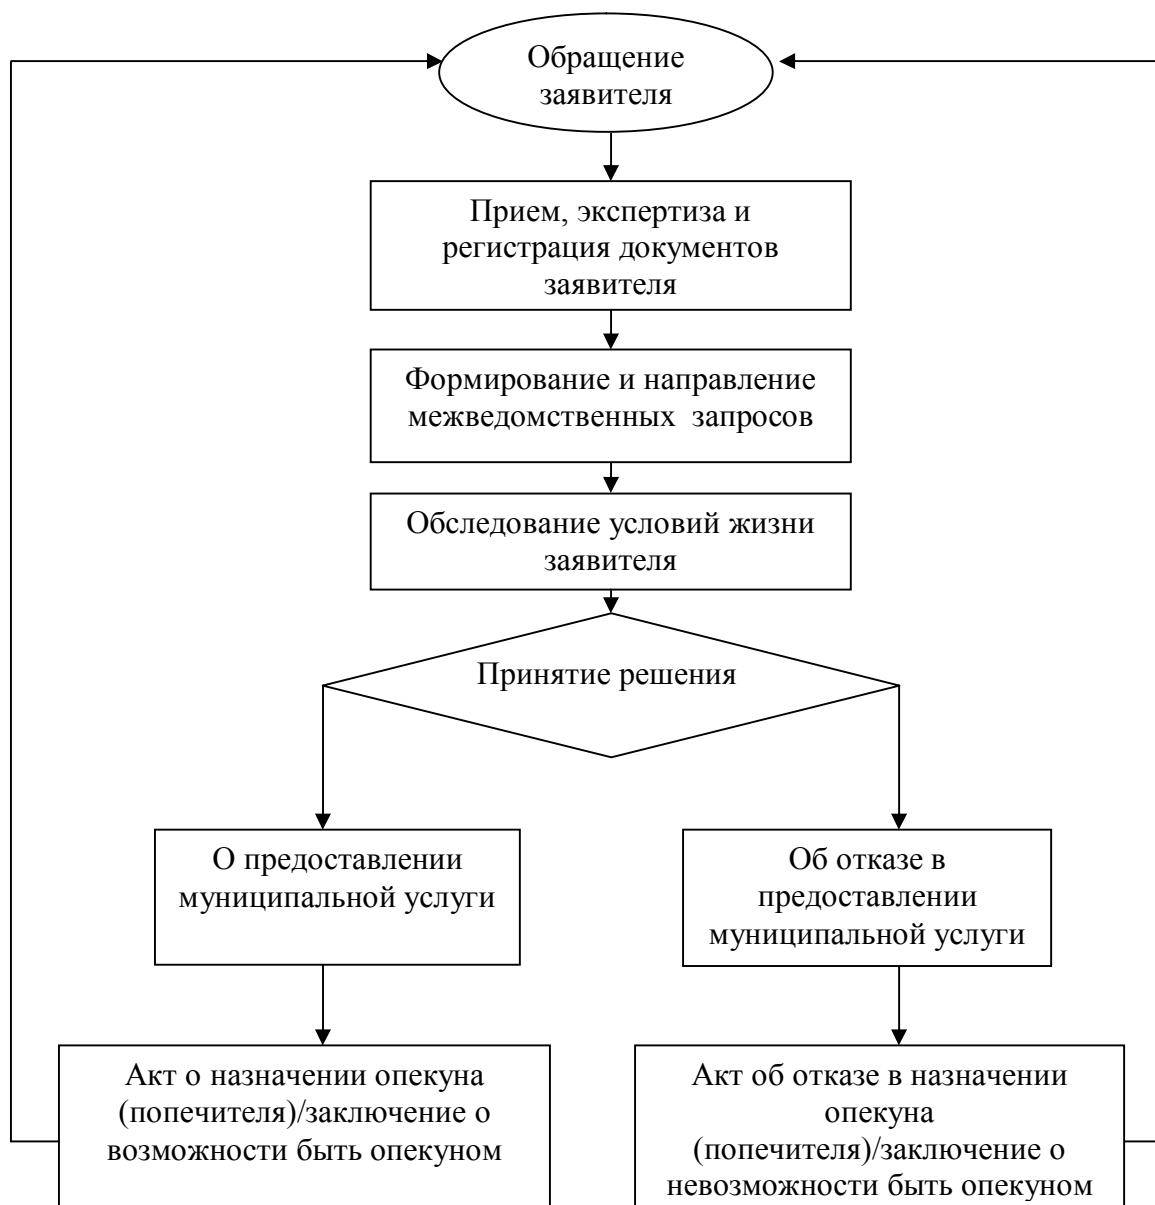 Обращение
заявителя
Прием, экспертиза и
регистрация документов
заявителя
Формирование и направление
межведомственных запросов
Обследование условий жизни
заявителя
Принятие решения
О предоставлении
муниципальной услуги
Об отказе в
предоставлении
муниципальной услуги
Акт о назначении опекуна
(попечителя)/заключение о
возможности быть опекуном
Акт об отказе в назначении
опекуна
(попечителя)/заключение о
невозможности быть опекуном